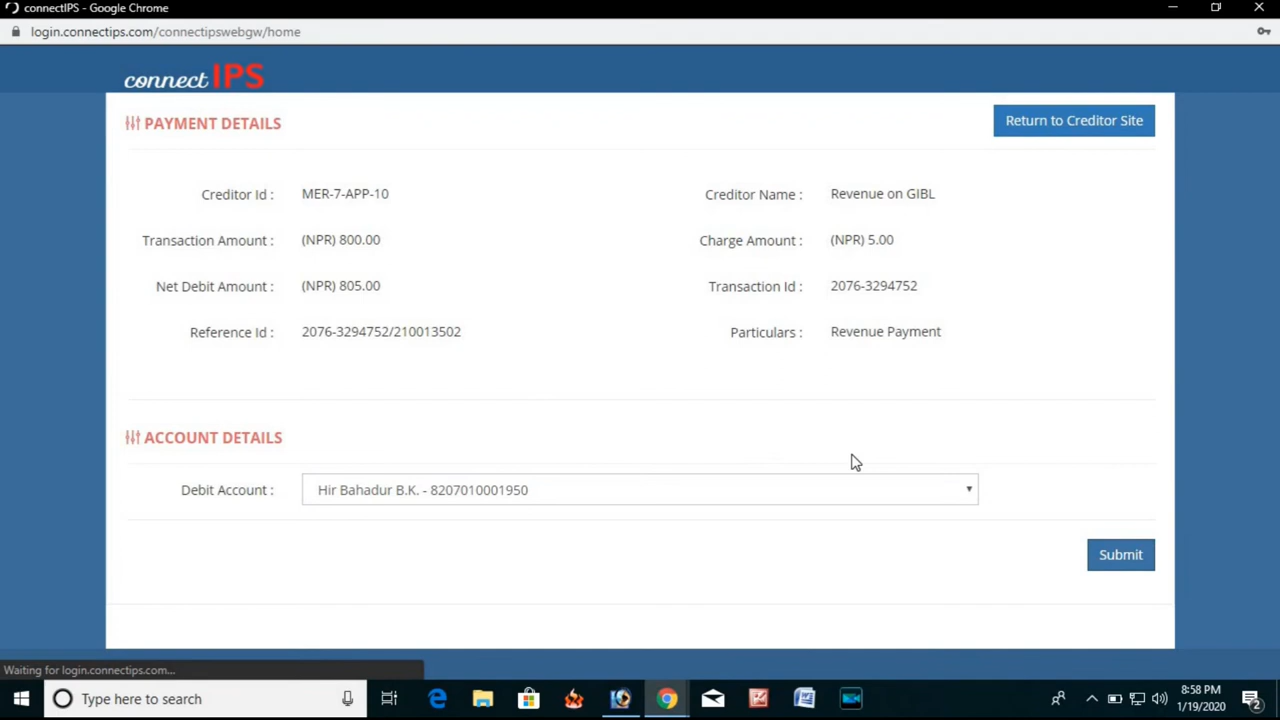 connectIPS - Google Chrome
login.connectips.com/connectipswebgw/home
connectIPS
PAYMENT DETAILS
Return to Creditor Site
Creditor Id : MER-7-APP-10 Creditor Name : Revenue on GIBL
Transaction Amount : (NPR) 800.00 Charge Amount : (NPR) 5.00
Net Debit Amount : (NPR) 805.00 Transaction Id : 2076-3294752
Reference Id : 2076-3294752/210013502 Particulars : Revenue Payment
ACCOUNT DETAILS
Debit Account : Hir Bahadur B.K. - 8207010001950
Submit
Waiting for login.connectips.com...
Type here to search
8:58 PM
1/19/2020
2